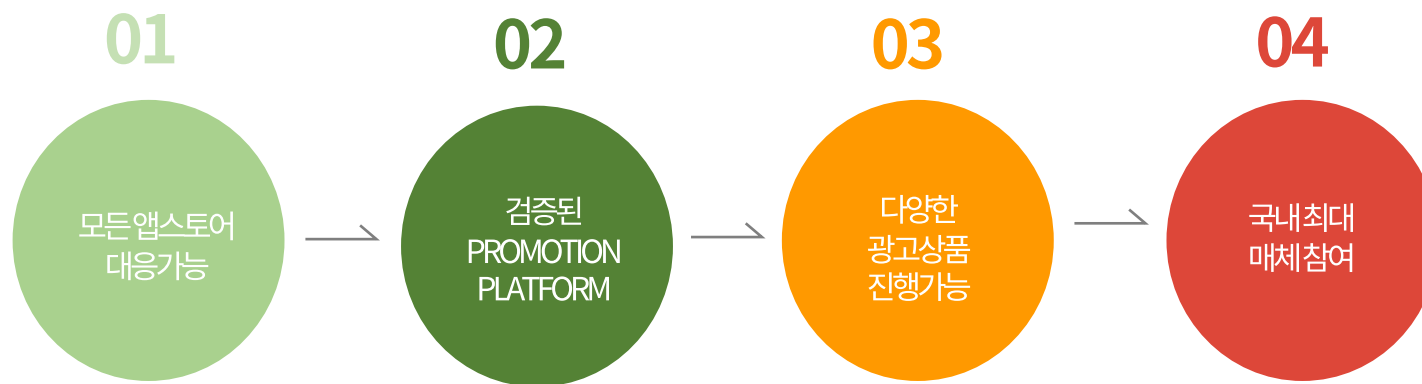 01
모든 앱스토어
대응가능
02
검증된
PROMOTION
PLATFORM
03
다양한
광고상품
진행가능
04
국내 최대
매체 참여